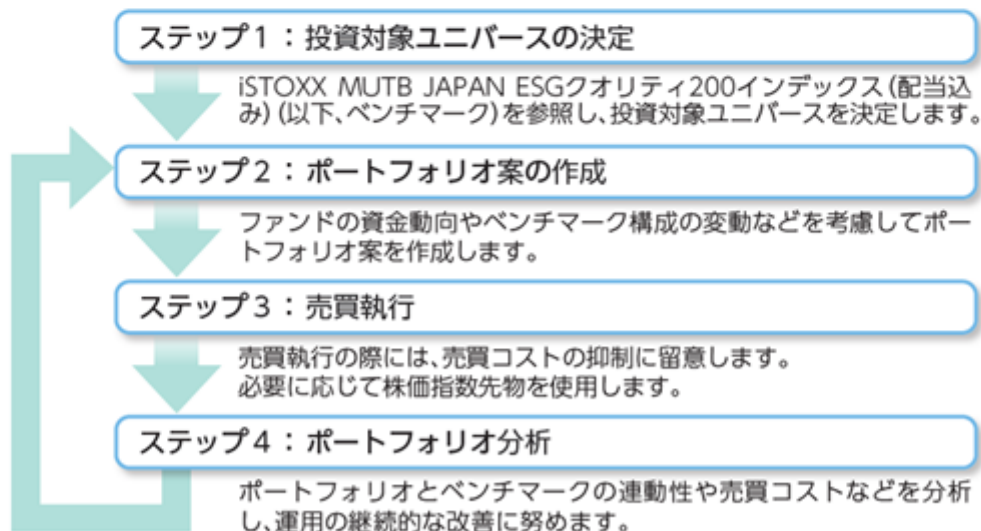 ステップ1：投資対象ユニバースの決定
iSTOXX MUTB JAPAN ESGクオリティ200インデックス（配当込
み）（以下、ベンチマーク）を参照し、投資対象ユニバースを決定します。
ステップ2：ポートフォリオ案の作成
ファンドの資金動向やベンチマーク構成の変動などを考慮してポー
トフォリオ案を作成します。
ステップ3：売買執行
売買執行の際には、売買コストの抑制に留意します。
必要に応じて株価指数先物を使用します。
ステップ4：ポートフォリオ分析
ポートフォリオとベンチマークの連動性や売買コストなどを分析
し、運用の継続的な改善に努めます。